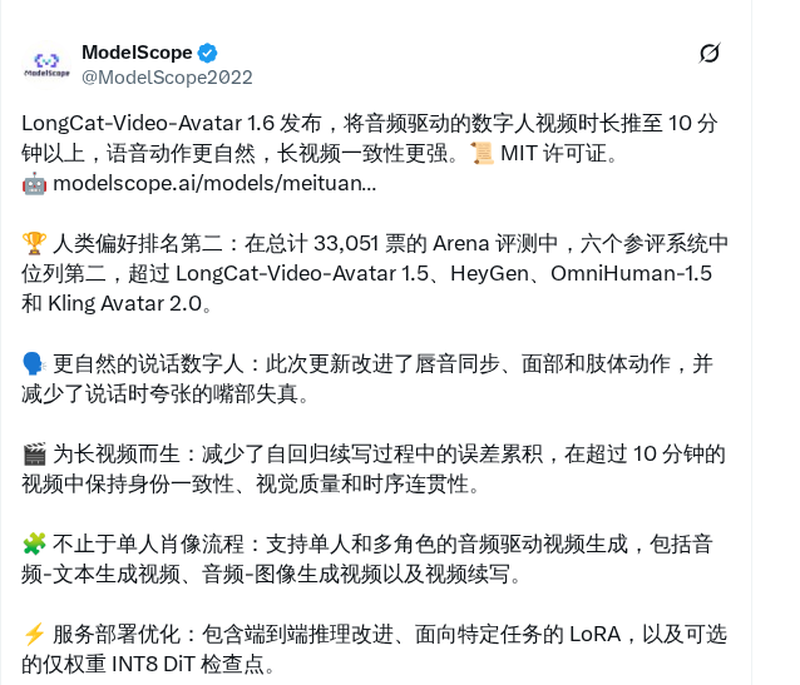 ModelScope
@ModelScope2022
LongCat-Video-Avatar 1.6 发布，将音频驱动的数字人视频时长推至 10 分
钟以上，语音动作更自然，长视频一致性更强。📜 MIT 许可证。
🤖 modelscope.ai/models/meituan…
🏆 人类偏好排名第二：在总计 33,051 票的 Arena 评测中，六个参评系统中
位列第二，超过 LongCat-Video-Avatar 1.5、HeyGen、OmniHuman-1.5
和 Kling Avatar 2.0。
🗣️ 更自然的说话数字人：此次更新改进了唇音同步、面部和肢体动作，并
减少了说话时夸张的嘴部失真。
🎬 为长视频而生：减少了自回归续写过程中的误差累积，在超过 10 分钟的
视频中保持身份一致性、视觉质量和时序连贯性。
🧩 不止于单人肖像流程：支持单人和多角色的音频驱动视频生成，包括音
频-文本生成视频、音频-图像生成视频以及视频续写。
⚡ 服务部署优化：包含端到端推理改进、面向特定任务的 LoRA，以及可选
的仅权重 INT8 DiT 检查点。